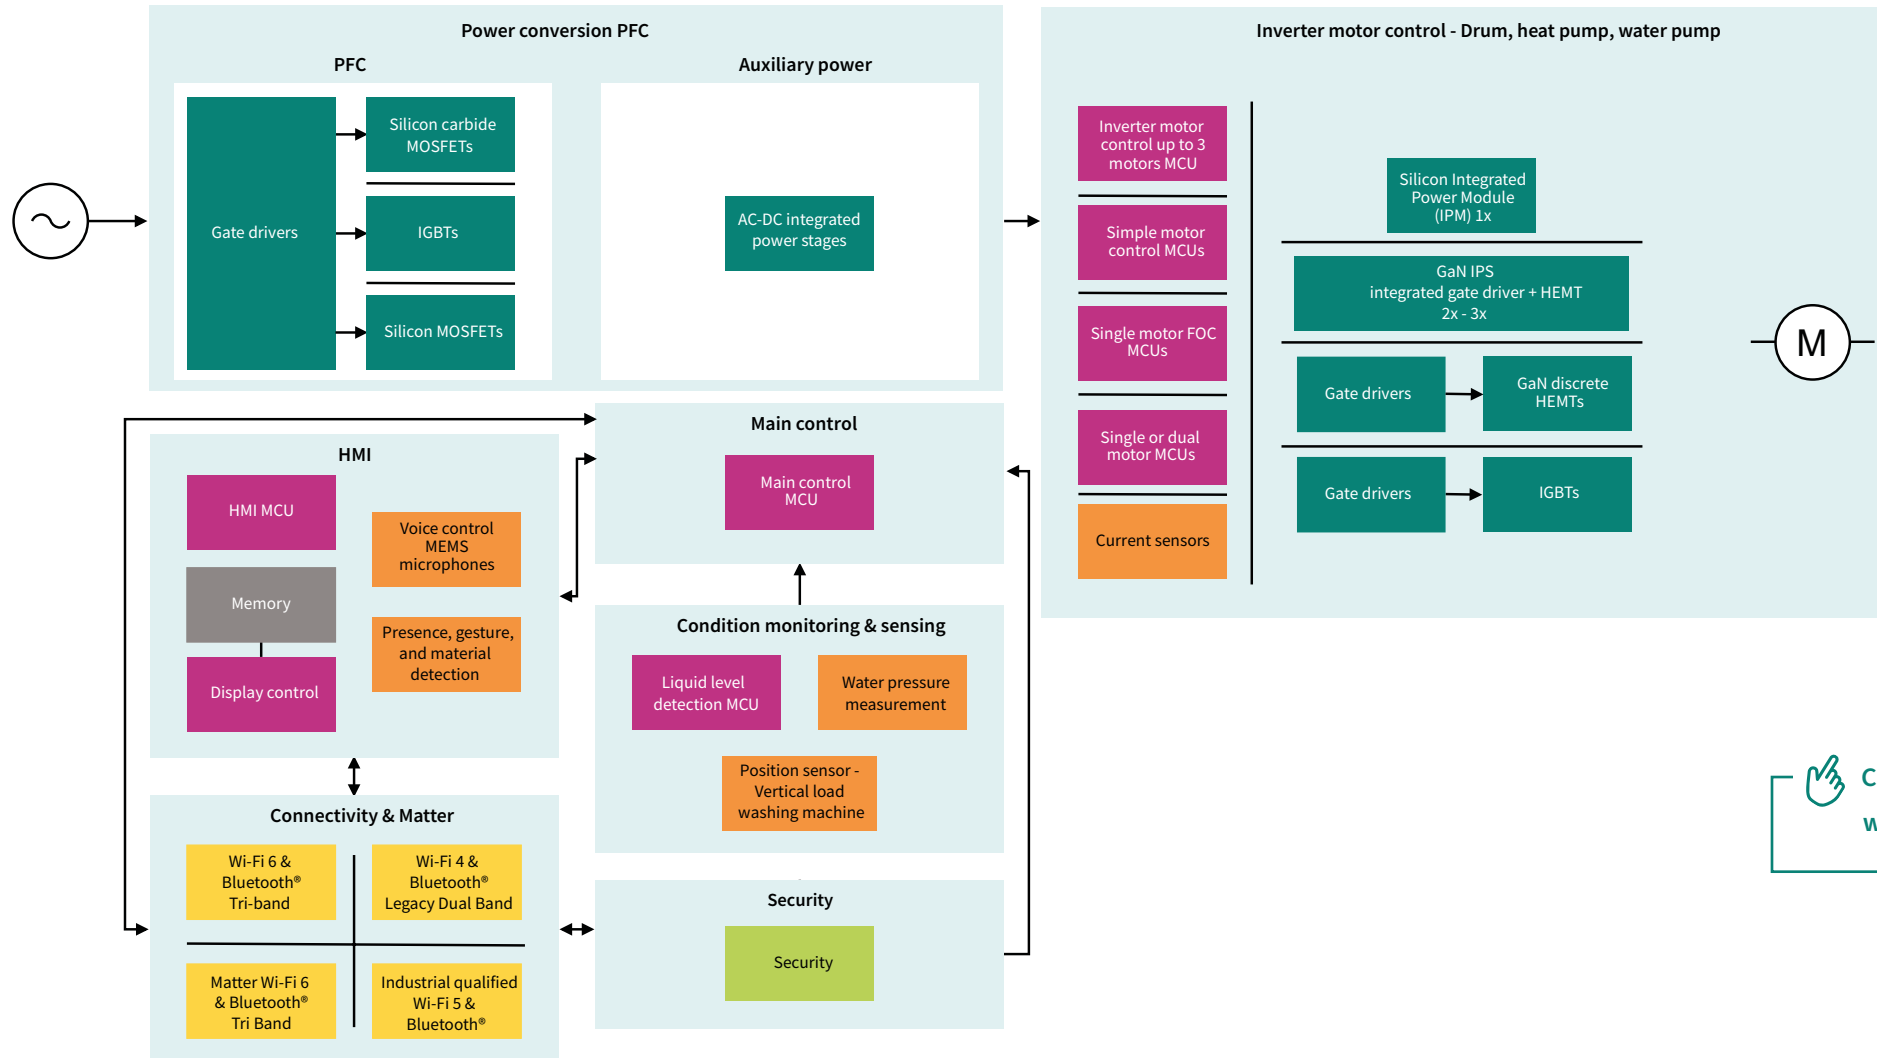 Power conversion PFC
PFC
Auxiliary power
Gate drivers
Silicon carbide
MOSFETs
IGBTs
Silicon MOSFETs
AC-DC integrated
power stages
Inverter motor control - Drum, heat pump, water pump
Inverter motor
control up to 3
motors MCU
Simple motor
control MCUs
Single motor FOC
MCUs
Single or dual
motor MCUs
Current sensors
Silicon Integrated
Power Module
(IPM) 1x
GaN IPS
integrated gate driver + HEMT
2x - 3x
Gate drivers
GaN discrete
HEMTs
Gate drivers
IGBTs
M
HMI
HMI MCU
Memory
Display control
Voice control
MEMS
microphones
Presence, gesture,
and material
detection
Main control
Main control
MCU
Condition monitoring & sensing
Liquid level
detection MCU
Water pressure
measurement
Position sensor -
Vertical load
washing machine
Connectivity & Matter
Wi-Fi 6 &
Bluetooth®
Tri-band
Wi-Fi 4 &
Bluetooth®
Legacy Dual Band
Matter Wi-Fi 6
& Bluetooth®
Tri Band
Industrial qualified
Wi-Fi 5 &
Bluetooth®
Security
Security